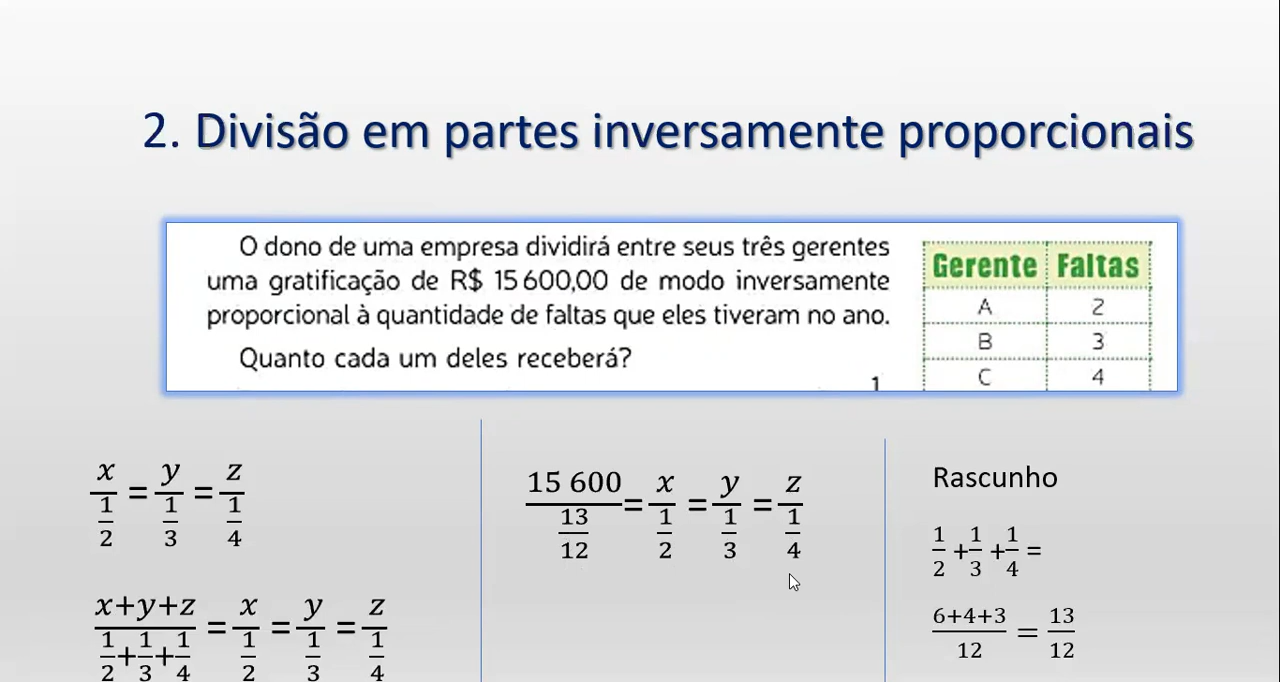 2. Divisão em partes inversamente proporcionais
O dono de uma empresa dividirá entre seus três gerentes
uma gratificação de R$ 15 600,00 de modo inversamente
proporcional à quantidade de faltas que eles tiveram no ano.
Quanto cada um deles receberá?
1
Gerente Faltas
A 2
B 3
C 4
x/(1/2) = y/(1/3) = z/(1/4)
(x+y+z)/(1/2+1/3+1/4) = x/(1/2) = y/(1/3) = z/(1/4)
15 600/(13/12) = x/(1/2) = y/(1/3) = z/(1/4)
Rascunho
1/2 + 1/3 + 1/4 =
(6+4+3)/12 = 13/12